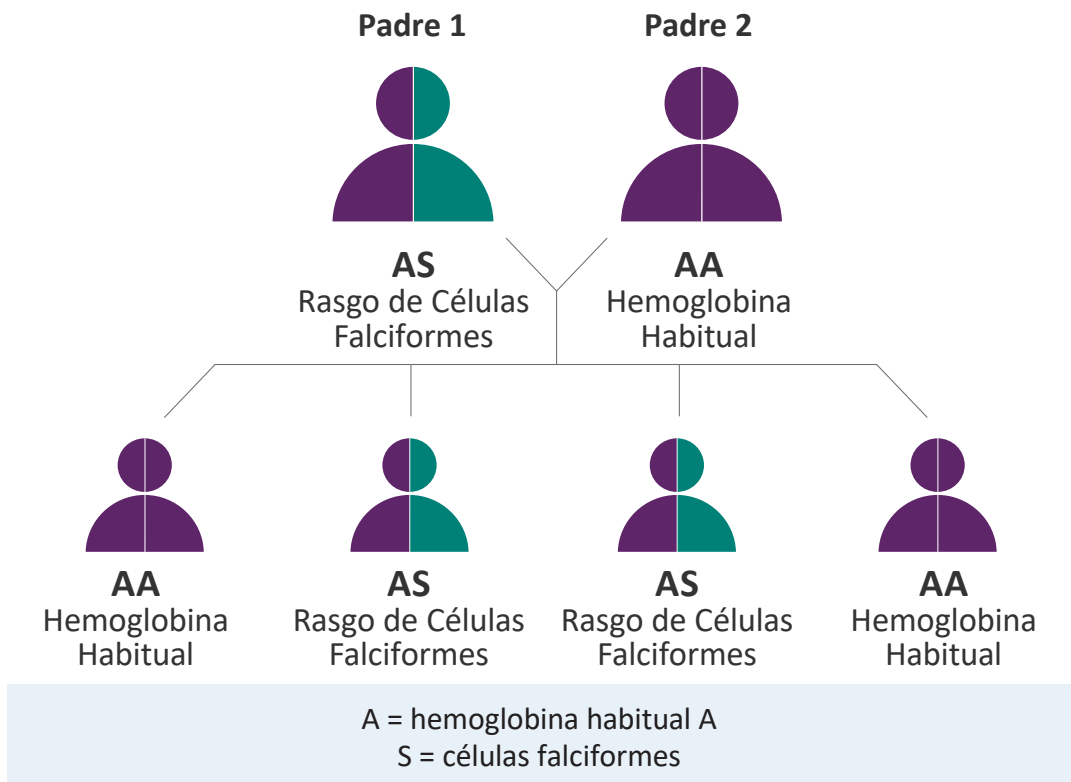 Padre 1
Padre 2
AS
Rasgo de Células
Falciformes
AA
Hemoglobina
Habitual
AA
Hemoglobina
Habitual
AS
Rasgo de Células
Falciformes
AS
Rasgo de Células
Falciformes
AA
Hemoglobina
Habitual
A = hemoglobina habitual A
S = células falciformes